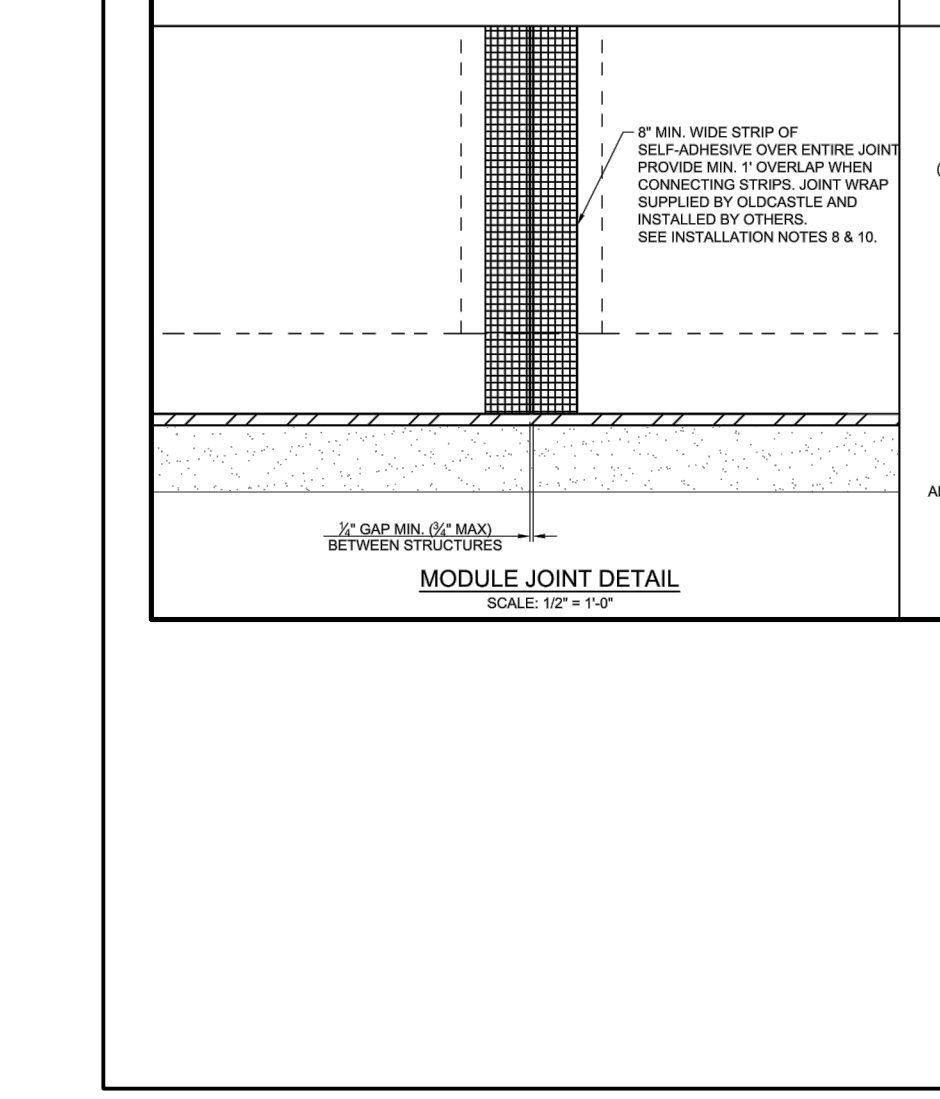 8" MIN. WIDE STRIP OF
SELF-ADHESIVE OVER ENTIRE JOINT
PROVIDE MIN. 1' OVERLAP WHEN
CONNECTING STRIPS. JOINT WRAP
SUPPLIED BY OLDCASTLE AND
INSTALLED BY OTHERS.
SEE INSTALLATION NOTES 8 & 10.
¼" GAP MIN. (¾" MAX)
BETWEEN STRUCTURES
MODULE JOINT DETAIL
SCALE: 1/2" = 1'-0"